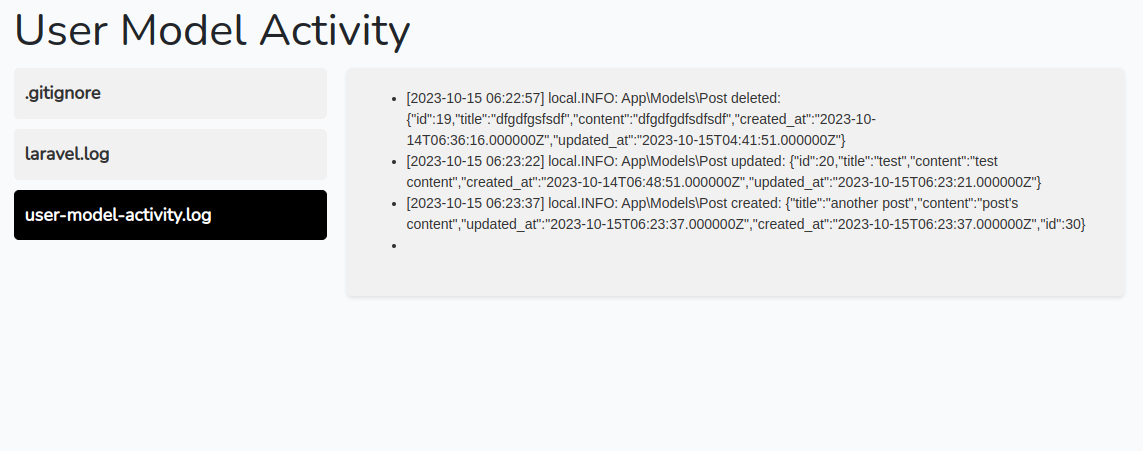 User Model Activity
.gitignore
laravel.log
user-model-activity.log
[2023-10-15 06:22:57] local.INFO: App\Models\Post deleted:
{"id":19,"title":"dfgdfgsfsdf","content":"dfgdfgdfsdfsdf","created_at":"2023-10-
14T06:36:16.000000Z","updated_at":"2023-10-15T04:41:51.000000Z"}
[2023-10-15 06:23:22] local.INFO: App\Models\Post updated: {"id":20,"title":"test","content":"test
content","created_at":"2023-10-14T06:48:51.000000Z","updated_at":"2023-10-15T06:23:21.000000Z"}
[2023-10-15 06:23:37] local.INFO: App\Models\Post created: {"title":"another post","content":"post's
content","updated_at":"2023-10-15T06:23:37.000000Z","created_at":"2023-10-15T06:23:37.000000Z","id":30}